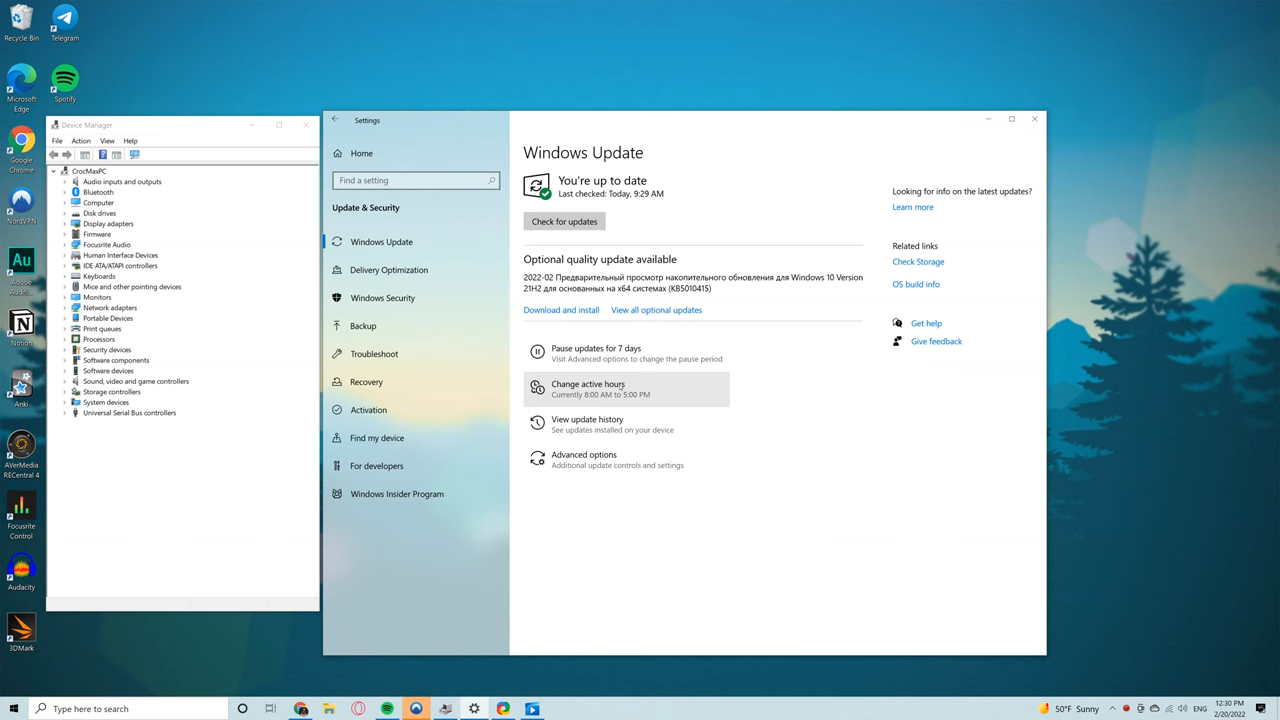 Recycle Bin
Telegram
Microsoft
Edge
Spotify
Google
Chrome
NordVPN
Au
Adobe
Notion
Anki
AVerMedia
RECentral 4
Focusrite
Control
Audacity
3DMark
Device Manager
File Action View Help
CrocMaxPC
Audio inputs and outputs
Bluetooth
Computer
Disk drives
Display adapters
Firmware
Focusrite Audio
Human Interface Devices
IDE ATA/ATAPI controllers
Keyboards
Mice and other pointing devices
Monitors
Network adapters
Portable Devices
Print queues
Processors
Security devices
Software components
Software devices
Sound, video and game controllers
Storage controllers
System devices
Universal Serial Bus controllers
Settings
Home
Find a setting
Update & Security
Windows Update
Delivery Optimization
Windows Security
Backup
Troubleshoot
Recovery
Activation
Find my device
For developers
Windows Insider Program
Windows Update
You're up to date
Last checked: Today, 9:29 AM
Check for updates
Optional quality update available
2022-02 Предварительный просмотр накопительного обновления для Windows 10 Version
21H2 для основанных на x64 системах (KB5010415)
Download and install View all optional updates
Pause updates for 7 days
Visit Advanced options to change the pause period
Change active hours
Currently 8:00 AM to 5:00 PM
View update history
See updates installed on your device
Advanced options
Additional update controls and settings
Looking for info on the latest updates?
Learn more
Related links
Check Storage
OS build info
Get help
Give feedback
Type here to search
50°F Sunny
ENG
12:30 PM
2/20/2022